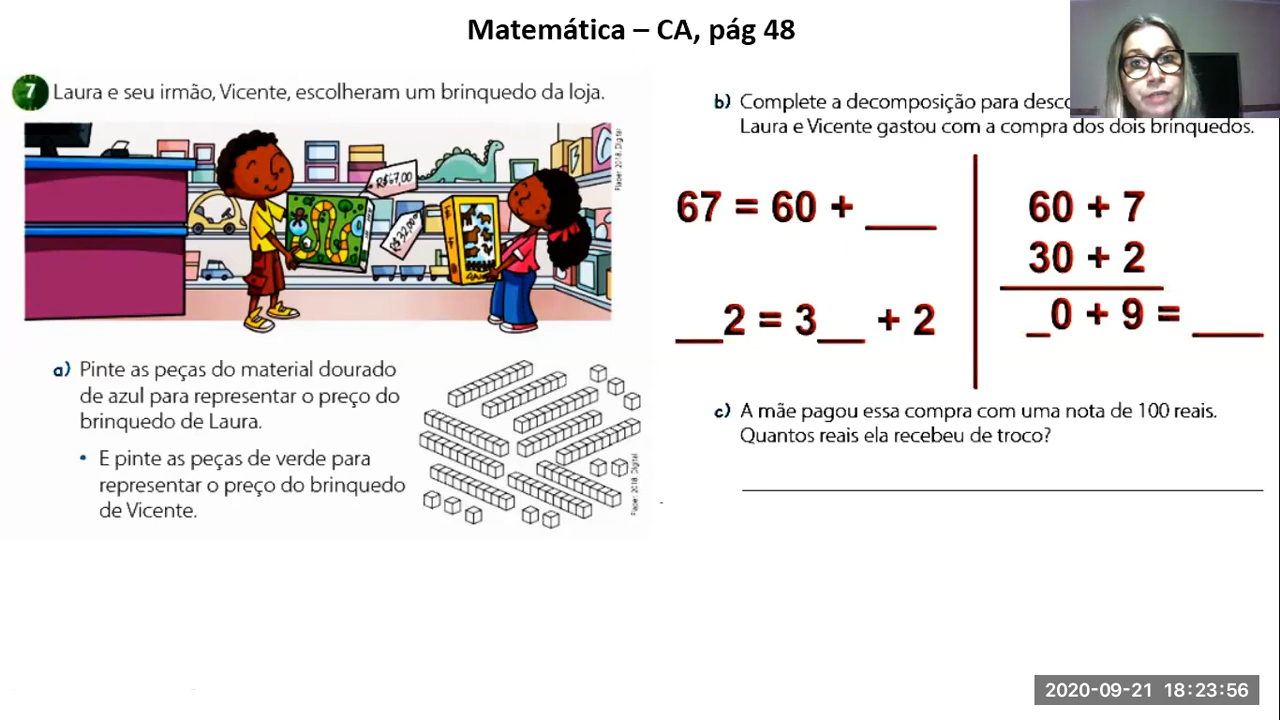 Matemática – CA, pág 48
7 Laura e seu irmão, Vicente, escolheram um brinquedo da loja.
R$67,00
R$32,00
a) Pinte as peças do material dourado
de azul para representar o preço do
brinquedo de Laura.
• E pinte as peças de verde para
representar o preço do brinquedo
de Vicente.
b) Complete a decomposição para
Laura e Vicente gastou com a compra dos dois brinquedos.
67 = 60 + ___
__2 = 3__ + 2
60 + 7
30 + 2
_0 + 9 = ___
c) A mãe pagou essa compra com uma nota de 100 reais.
Quantos reais ela recebeu de troco?
2020-09-21 18:23:56